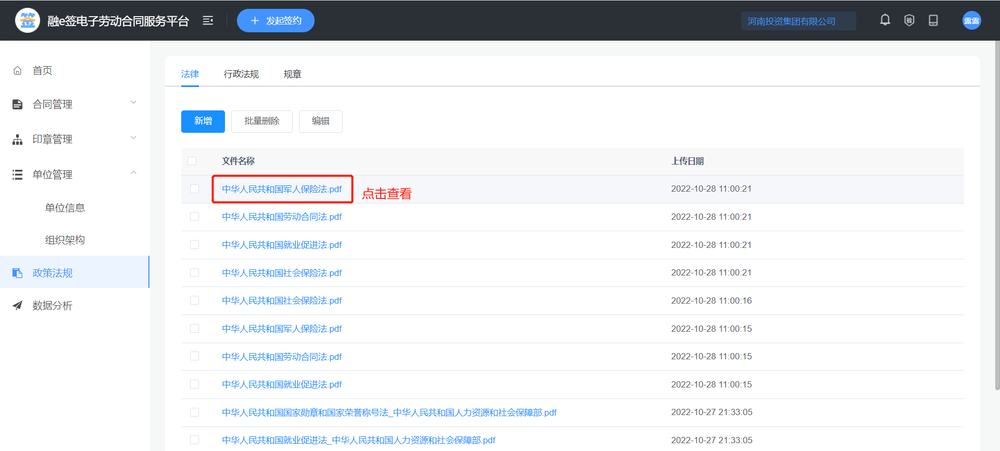 融e签电子劳动合同服务平台
发起签约
河南投资集团有限公司
露露
首页
合同管理
印章管理
单位管理
单位信息
组织架构
政策法规
数据分析
法律 行政法规 规章
新增 批量删除 编辑
文件名称 上传日期
中华人民共和国军人保险法.pdf 点击查看 2022-10-28 11:00:21
中华人民共和国劳动合同法.pdf 2022-10-28 11:00:21
中华人民共和国就业促进法.pdf 2022-10-28 11:00:21
中华人民共和国社会保险法.pdf 2022-10-28 11:00:21
中华人民共和国社会保险法.pdf 2022-10-28 11:00:16
中华人民共和国军人保险法.pdf 2022-10-28 11:00:15
中华人民共和国劳动合同法.pdf 2022-10-28 11:00:15
中华人民共和国就业促进法.pdf 2022-10-28 11:00:15
中华人民共和国国家勋章和国家荣誉称号法_中华人民共和国人力资源和社会保障部.pdf 2022-10-27 21:33:05
中华人民共和国就业促进法_中华人民共和国人力资源和社会保障部.pdf 2022-10-27 21:33:05